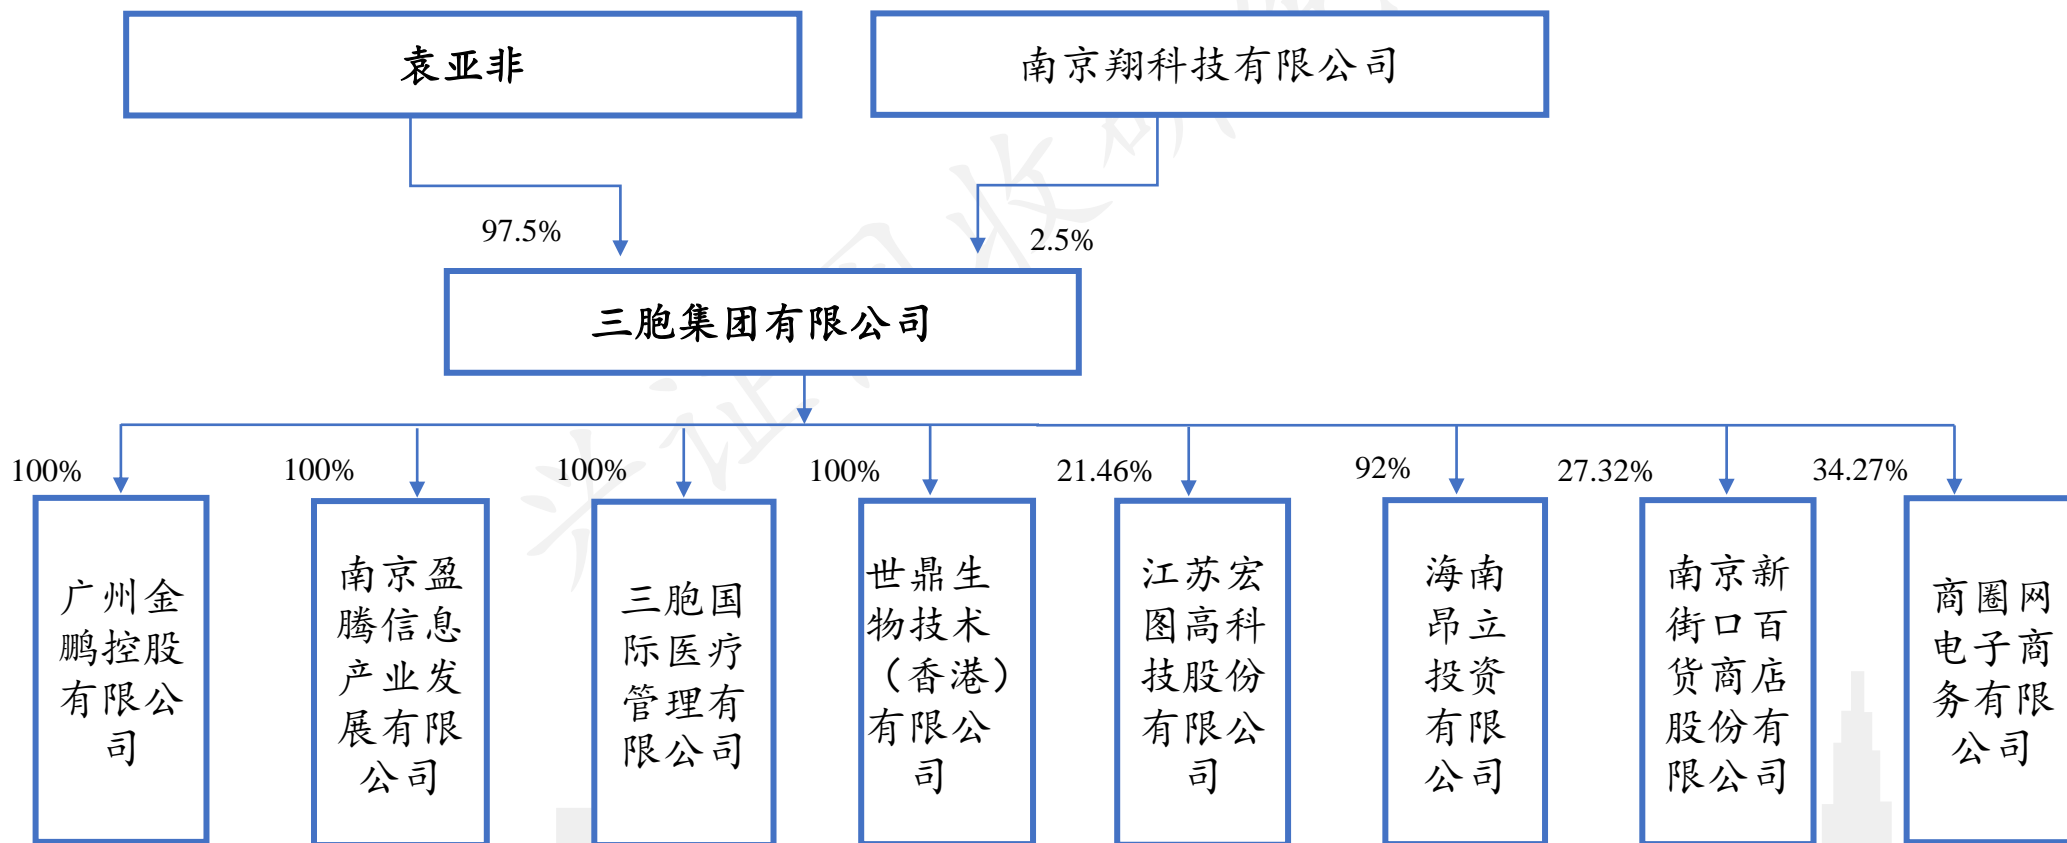 袁亚非
南京翔科技有限公司
97.5%
2.5%
三胞集团有限公司
100%
100%
100%
100%
21.46%
92%
27.32%
34.27%
广州金
鹏控股
有限公
司
南京盈
腾信息
产业发
展有限
公司
三胞国
际医疗
管理有
限公司
世鼎生
物技术
（香港）
有限公
司
江苏宏
图高科
技股份
有限公
司
海南
昂立
投资
有限
公司
南京新
街口百
货商店
股份有
限公司
商圈网
电子商
务有限
公司